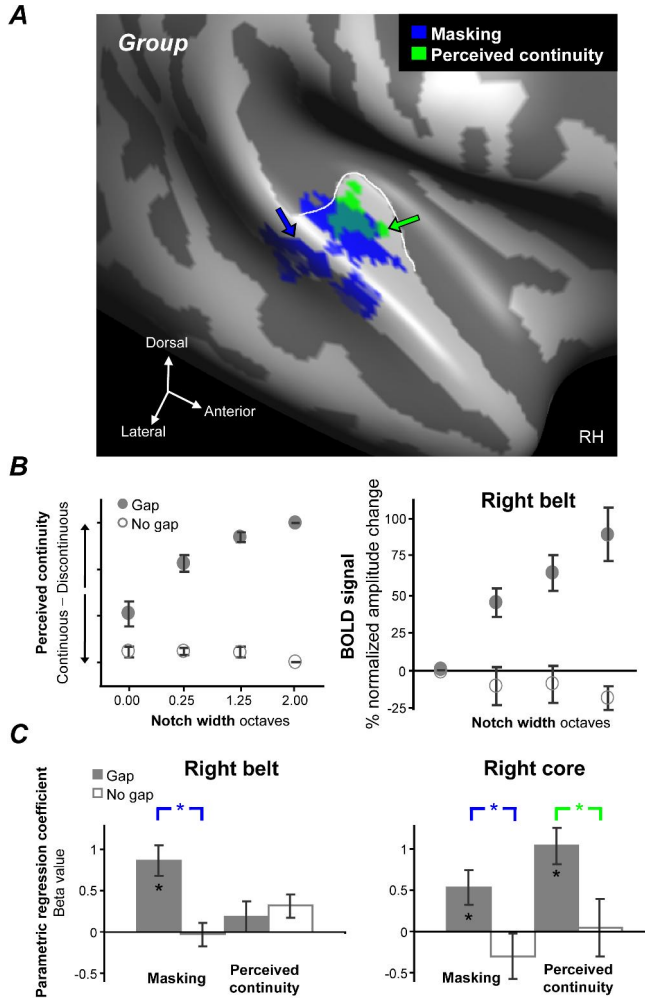 A
Group
Masking
Perceived continuity
Dorsal
Anterior
Lateral
RH
B
Gap
No gap
Perceived continuity
Continuous – Discontinuous
0.00 0.25 1.25 2.00
Notch width octaves
Right belt
BOLD signal
% normalized amplitude change
100
75
50
25
0
-25
Notch width octaves
C
Gap
No gap
Right belt
Parametric regression coefficient
Beta value
*
1
0.5
0
-0.5
*
Masking
Perceived
continuity
Right core
* *
1
0.5
0
-0.5
* *
Masking
Perceived
continuity